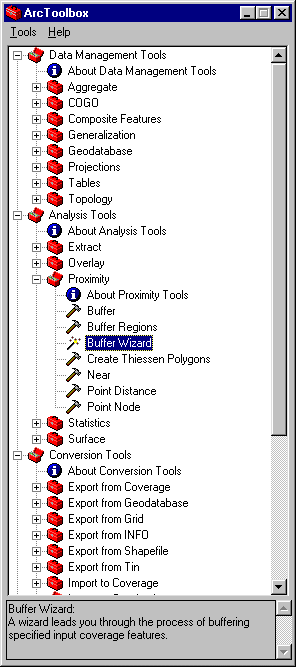 ArcToolbox
Tools Help
Data Management Tools
About Data Management Tools
Aggregate
COGO
Composite Features
Generalization
Geodatabase
Projections
Tables
Topology
Analysis Tools
About Analysis Tools
Extract
Overlay
Proximity
About Proximity Tools
Buffer
Buffer Regions
Buffer Wizard
Create Thiessen Polygons
Near
Point Distance
Point Node
Statistics
Surface
Conversion Tools
About Conversion Tools
Export from Coverage
Export from Geodatabase
Export from Grid
Export from INFO
Export from Shapefile
Export from Tin
Import to Coverage
Buffer Wizard:
A wizard leads you through the process of buffering
specified input coverage features.